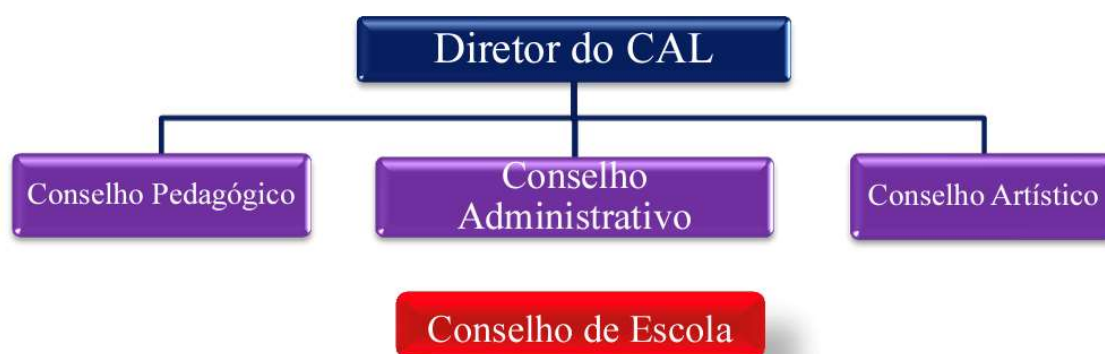 Diretor do CAL
Conselho Pedagógico
Conselho
Administrativo
Conselho Artístico
Conselho de Escola